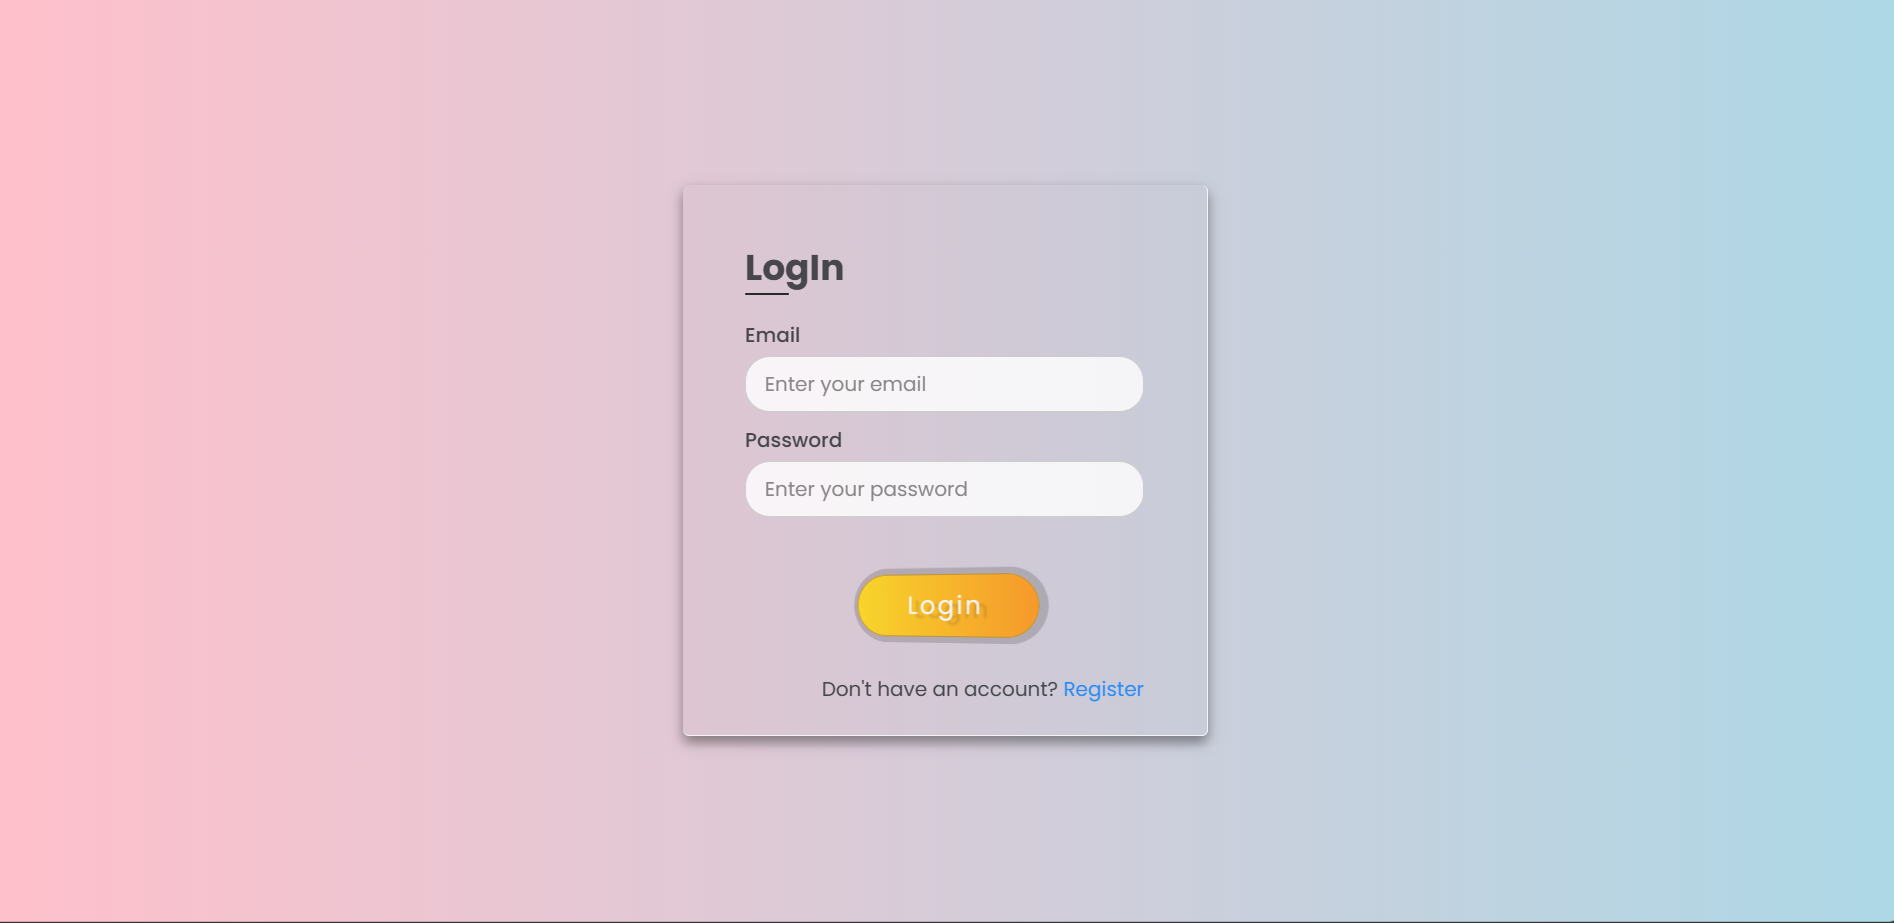 LogIn
Email
Enter your email
Password
Enter your password
Login
Don't have an account? Register